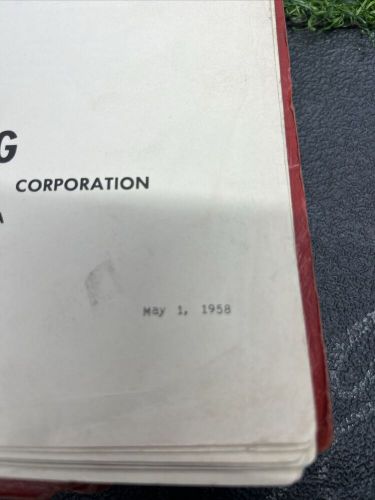 G
CORPORATION
A
May 1, 1958